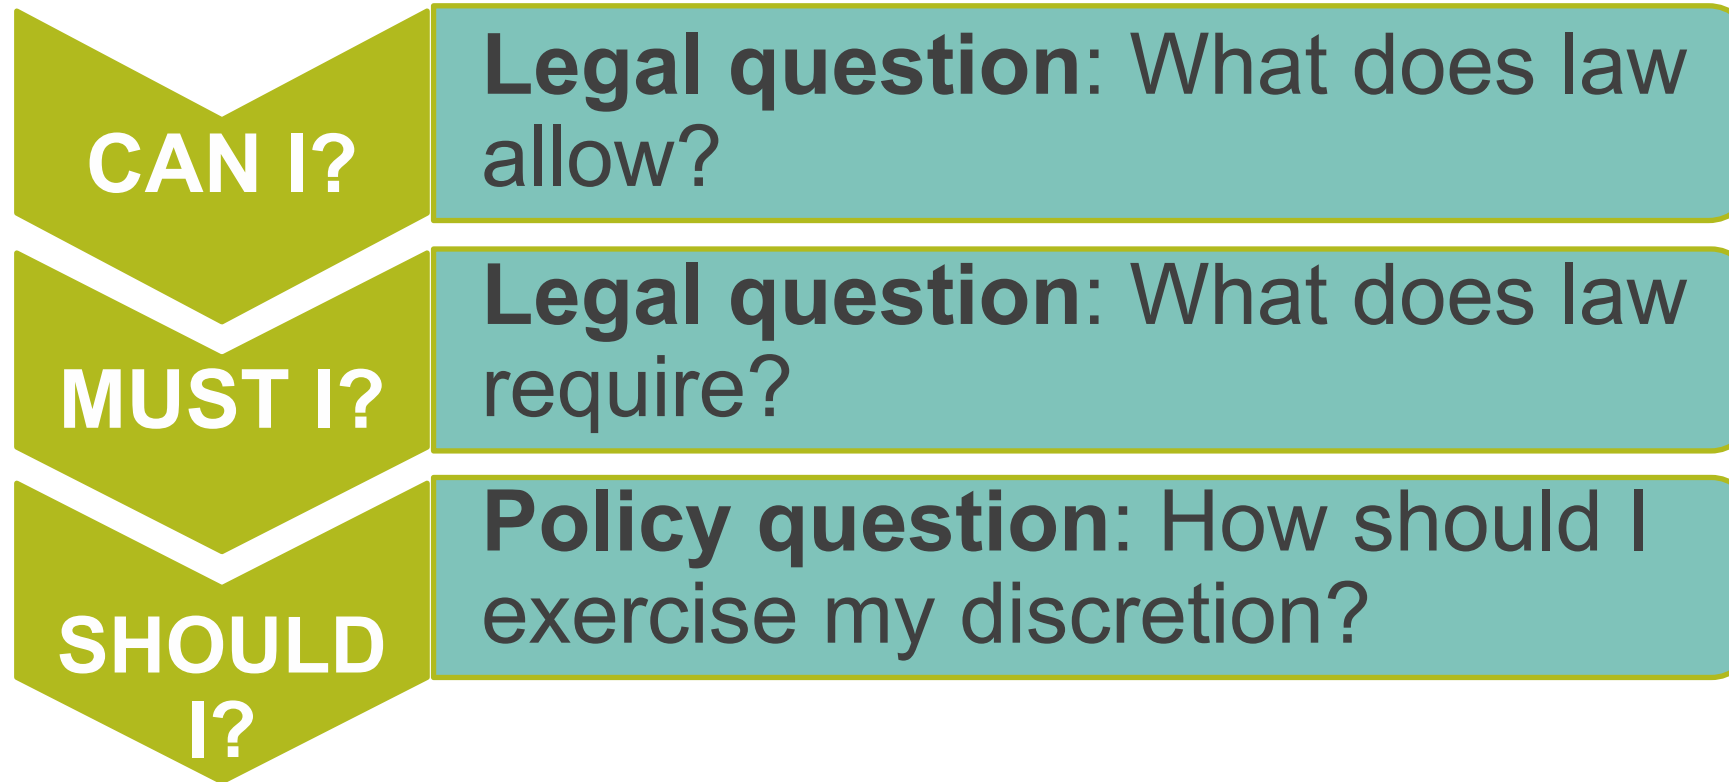 CAN I?
Legal question: What does law
allow?
MUST I?
Legal question: What does law
require?
SHOULD
I?
Policy question: How should I
exercise my discretion?